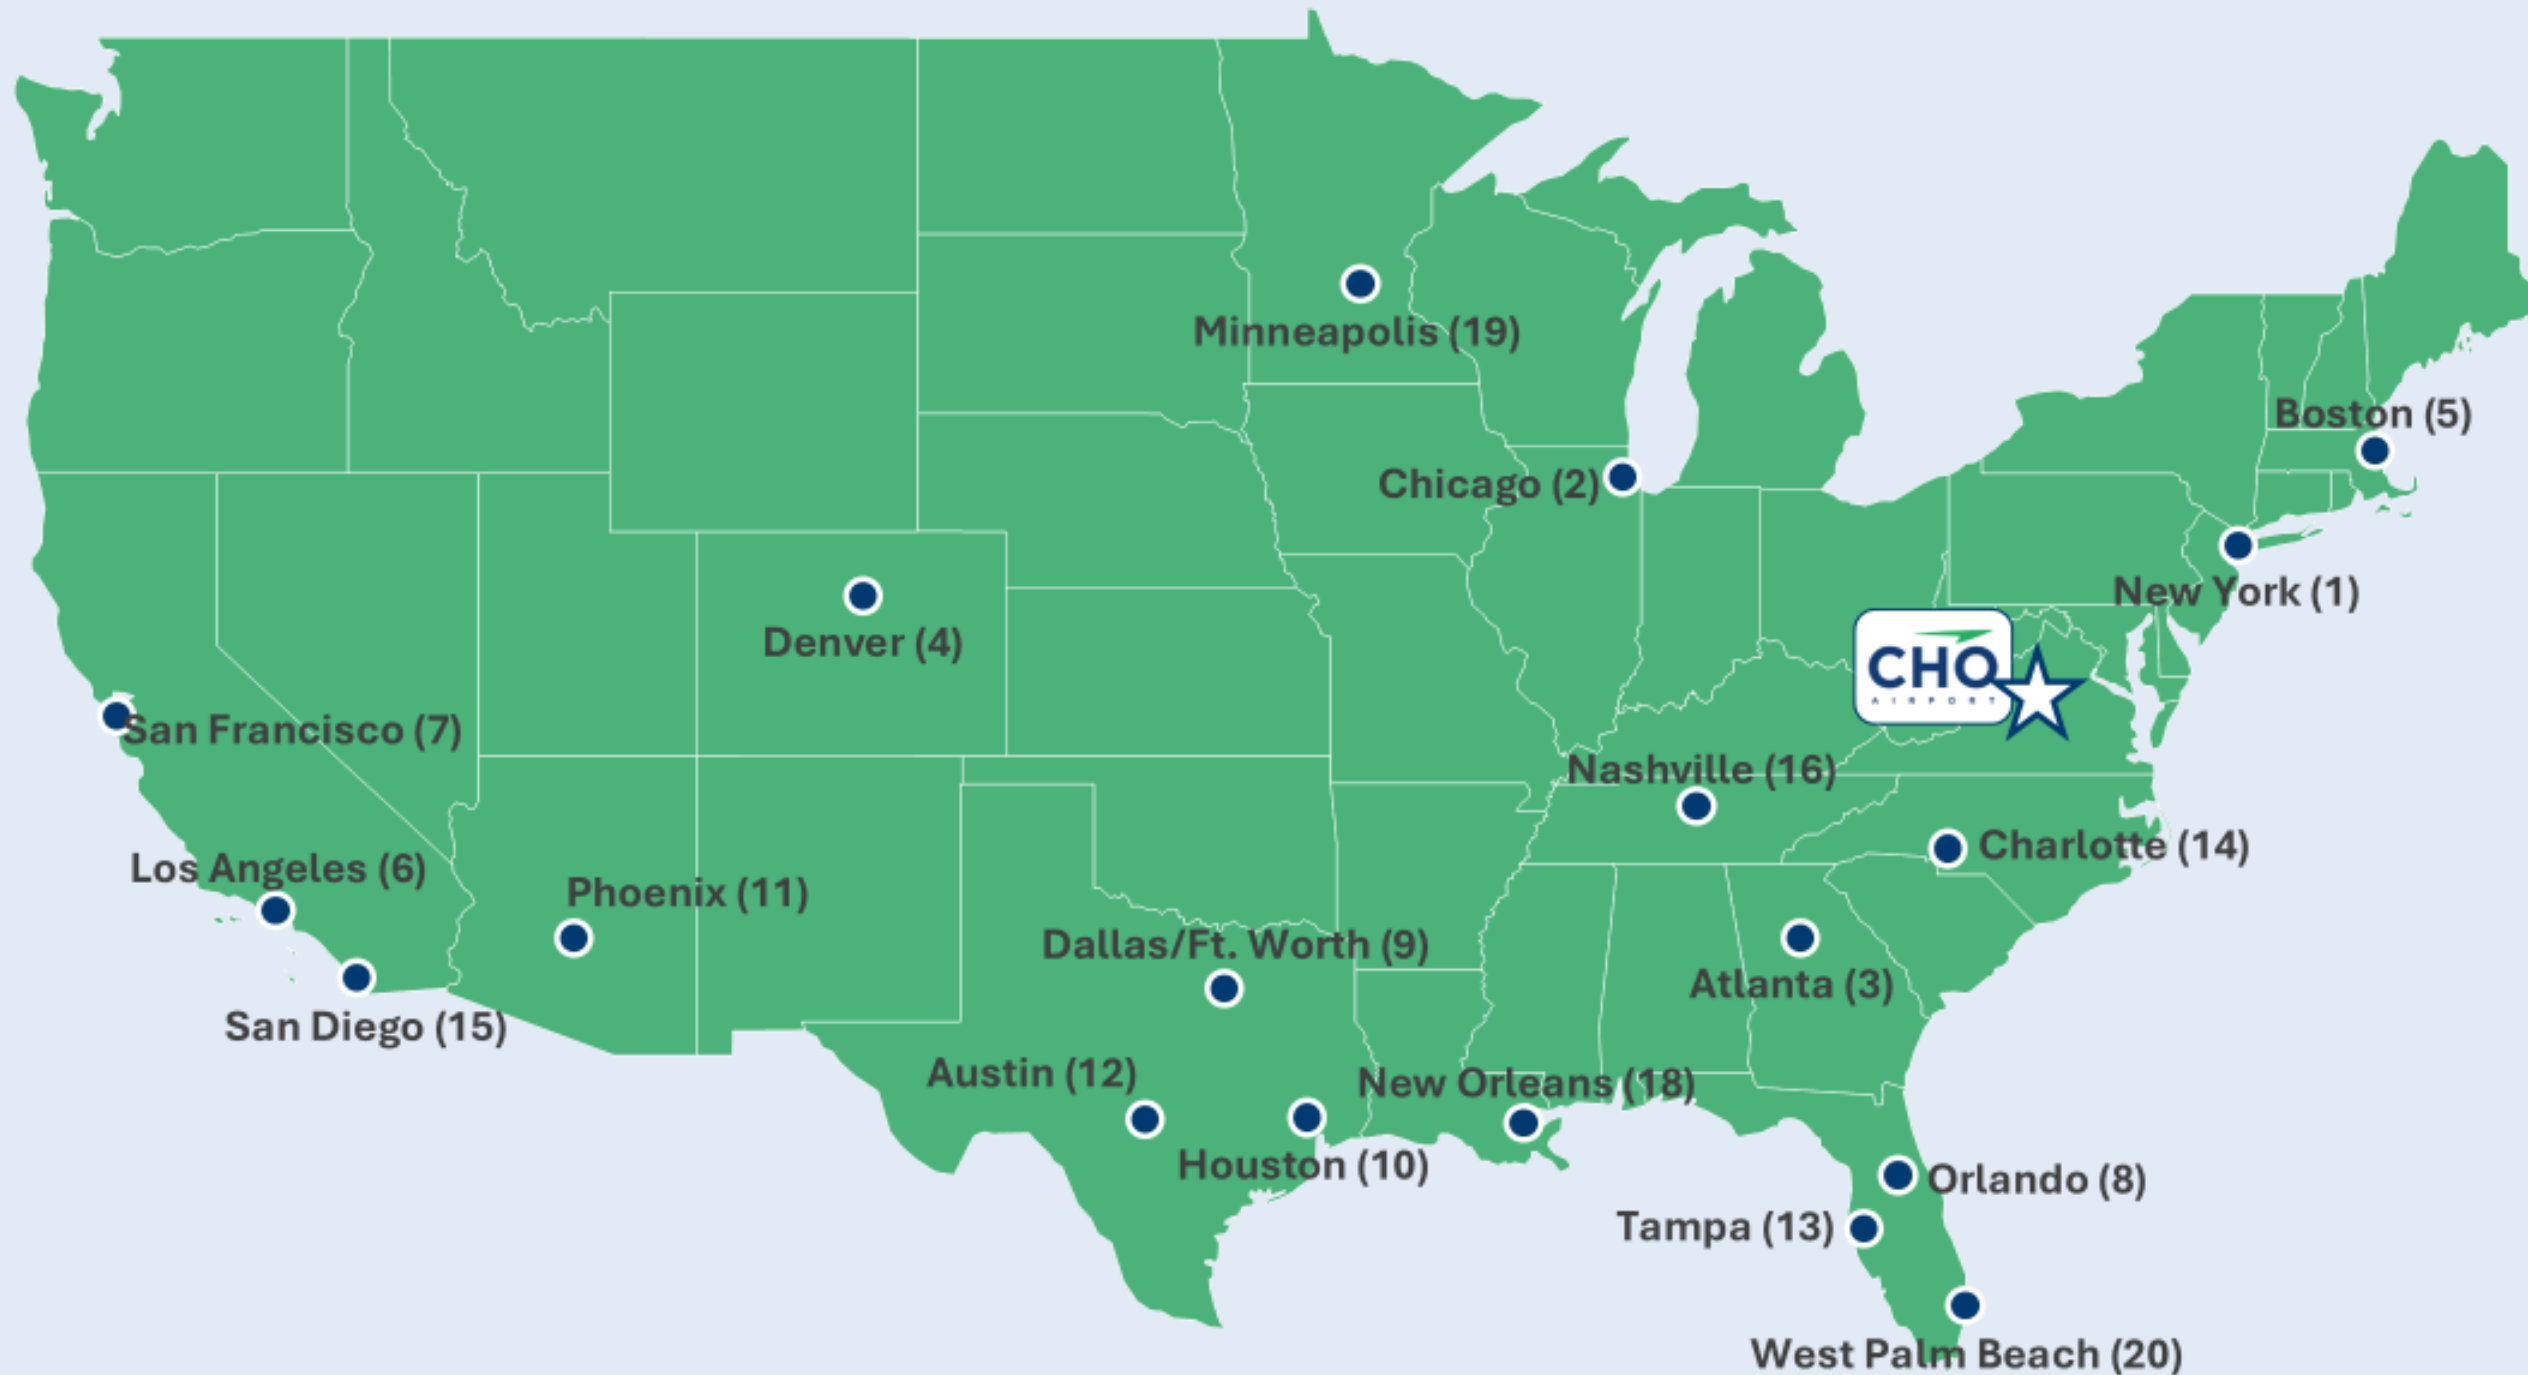 Minneapolis (19)
Boston (5)
Chicago (2)
New York (1)
Denver (4)
CHO
AIRPORT
San Francisco (7)
Nashville (16)
Charlotte (14)
Los Angeles (6)
Phoenix (11)
Dallas/Ft. Worth (9)
Atlanta (3)
San Diego (15)
Austin (12)
New Orleans (18)
Houston (10)
Orlando (8)
Tampa (13)
West Palm Beach (20)